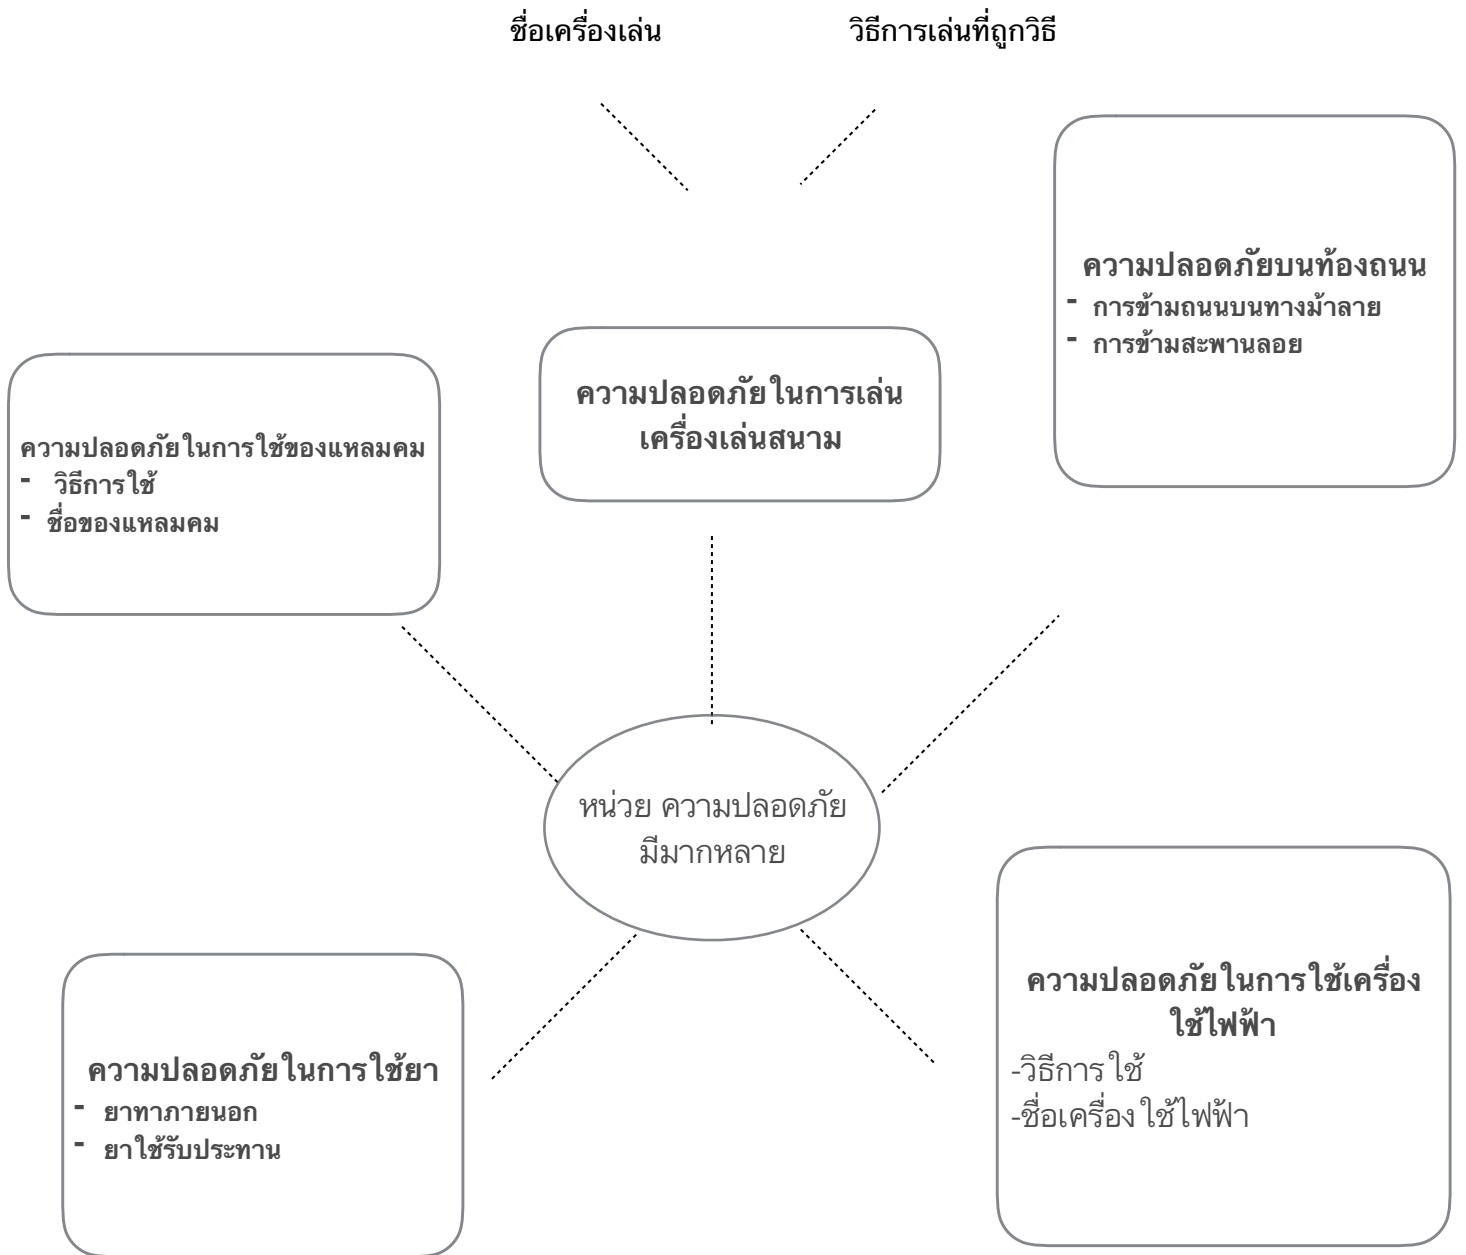 ชื่อเครื่องเล่น
วิธีการเล่นที่ถูกวิธี
ความปลอดภัยบนท้องถนน
- การข้ามถนนบนทางม้าลาย
- การข้ามสะพานลอย
ความปลอดภัยในการเล่น
เครื่องเล่นสนาม
ความปลอดภัยในการใช้ของแหลมคม
- วิธีการใช้
- ชื่อของแหลมคม
หน่วย ความปลอดภัย
มีมากหลาย
ความปลอดภัยในการใช้ยา
- ยาทาภายนอก
- ยาใช้รับประทาน
ความปลอดภัยในการใช้เครื่อง
ใช้ไฟฟ้า
-วิธีการใช้
-ชื่อเครื่องใช้ไฟฟ้า